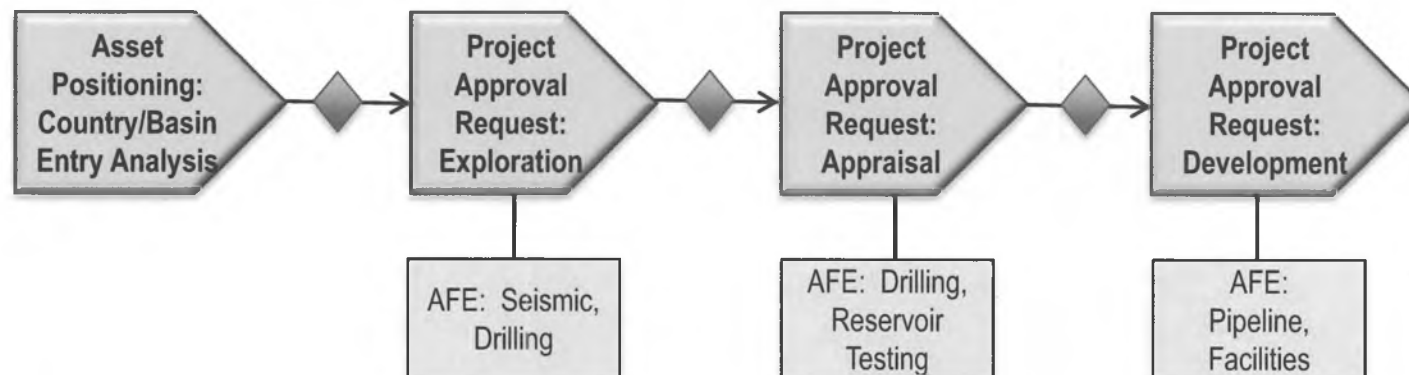 Asset
Positioning:
Country/Basin
Entry Analysis
Project
Approval
Request:
Exploration
Project
Approval
Request:
Appraisal
Project
Approval
Request:
Development
AFE: Seismic,
Drilling
AFE: Drilling,
Reservoir
Testing
AFE:
Pipeline,
Facilities